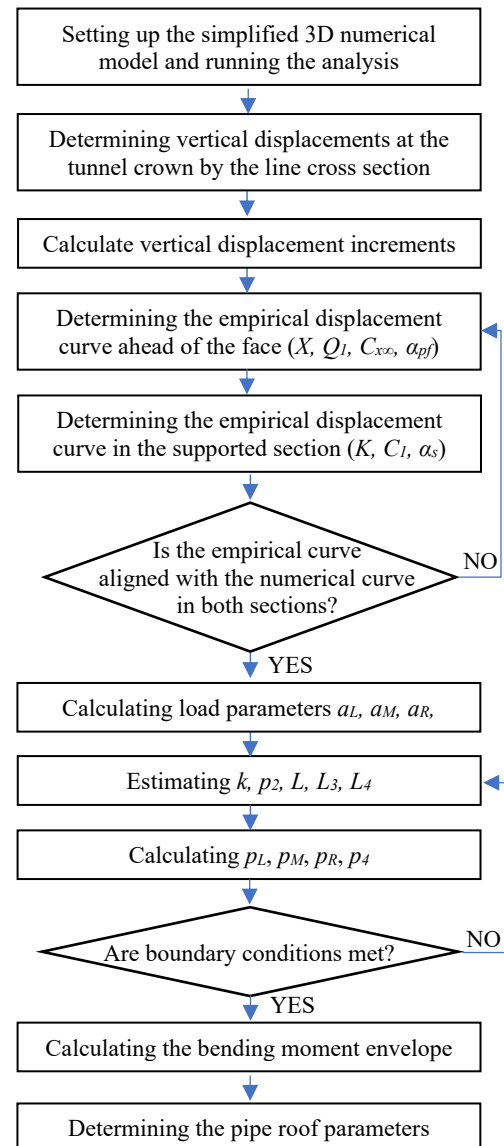 Setting up the simplified 3D numerical
model and running the analysis
Determining vertical displacements at the
tunnel crown by the line cross section
Calculate vertical displacement increments
Determining the empirical displacement
curve ahead of the face (X, Q1, Cx∞, αpf)
Determining the empirical displacement
curve in the supported section (K, C1, αs)
Is the empirical curve
aligned with the numerical curve
in both sections?
NO
YES
Calculating load parameters aL, aM, aR,
Estimating k, p2, L, L3, L4
Calculating pL, pM, pR, p4
Are boundary conditions met?
NO
YES
Calculating the bending moment envelope
Determining the pipe roof parameters